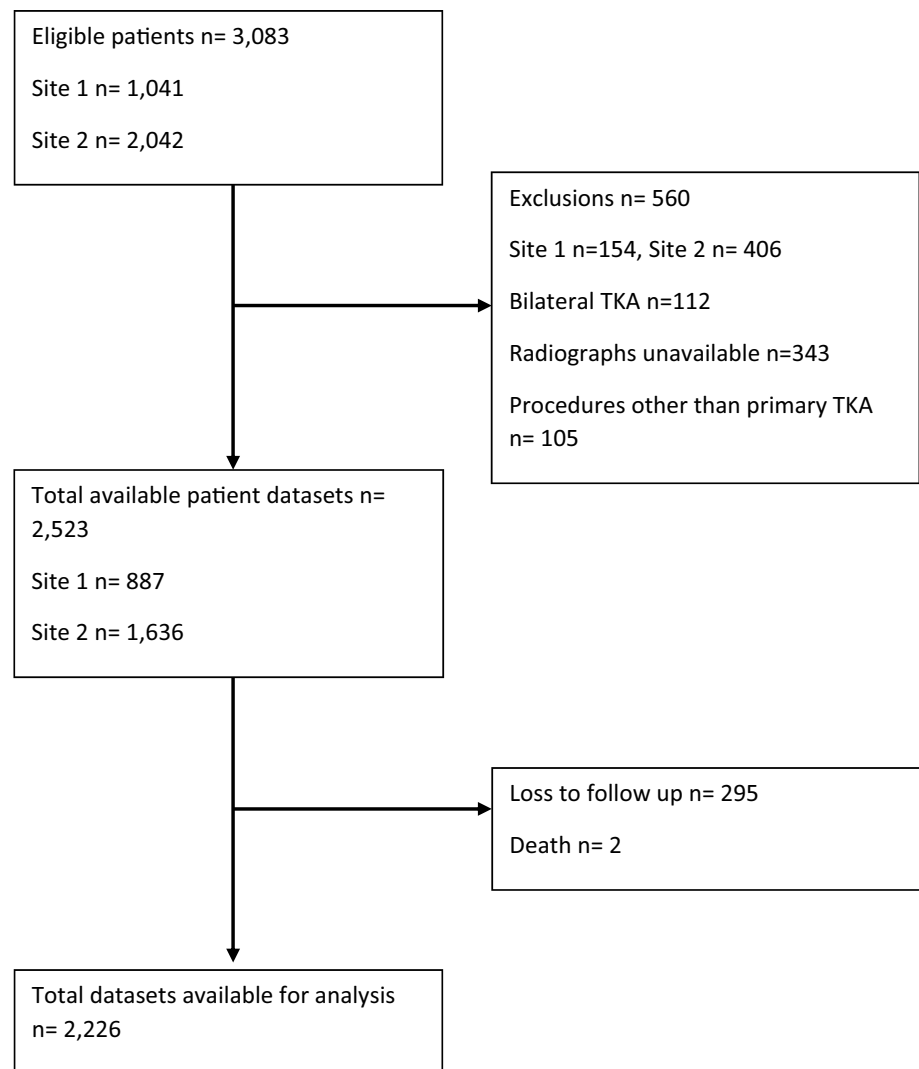 Eligible patients n= 3,083
Site 1 n= 1,041
Site 2 n= 2,042
Exclusions n= 560
Site 1 n=154, Site 2 n= 406
Bilateral TKA n=112
Radiographs unavailable n=343
Procedures other than primary TKA
n= 105
Total available patient datasets n=
2,523
Site 1 n= 887
Site 2 n= 1,636
Loss to follow up n= 295
Death n= 2
Total datasets available for analysis
n= 2,226